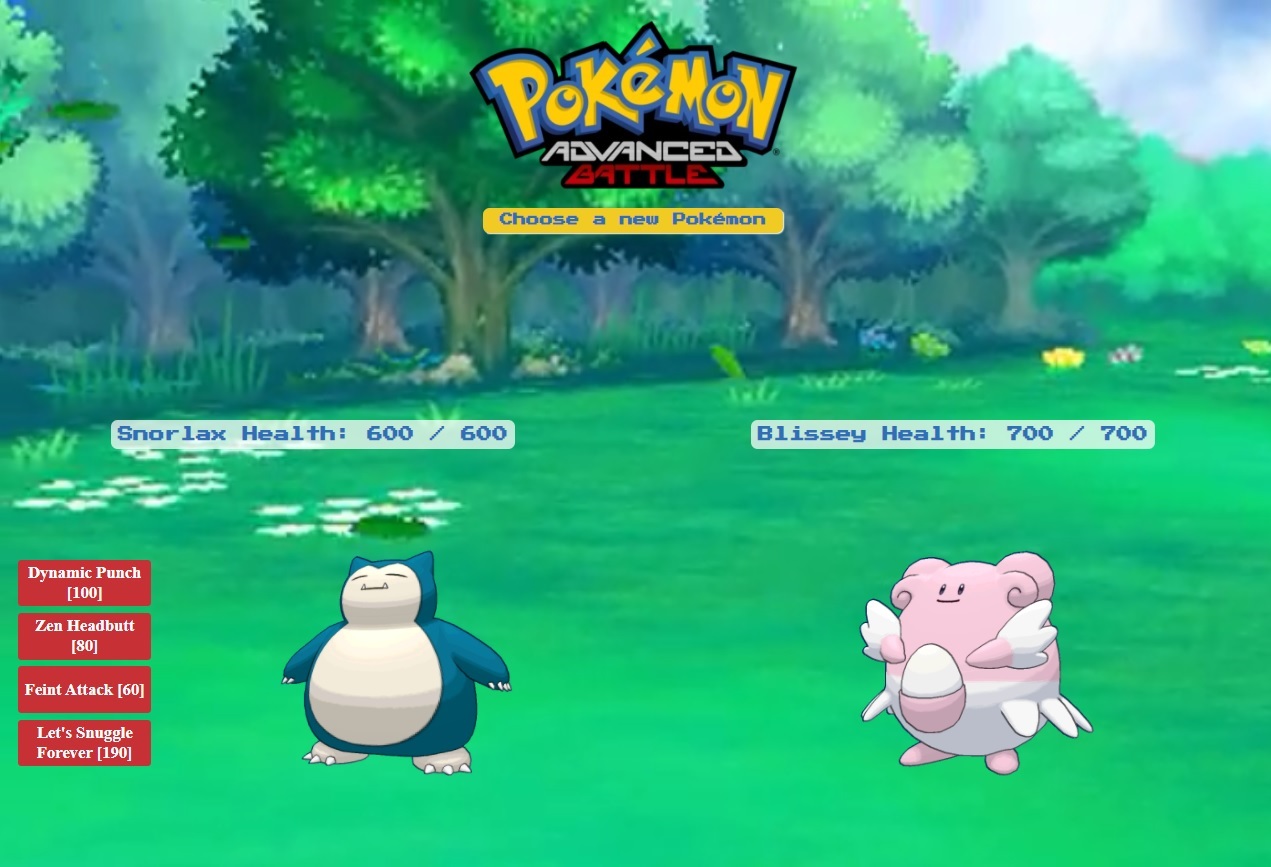 POKéMON
ADVANCED
BATTLE
Choose a new Pokémon
Snorlax Health: 600 / 600
Blissey Health: 700 / 700
Dynamic Punch
[100]
Zen Headbutt
[80]
Feint Attack [60]
Let's Snuggle
Forever [190]